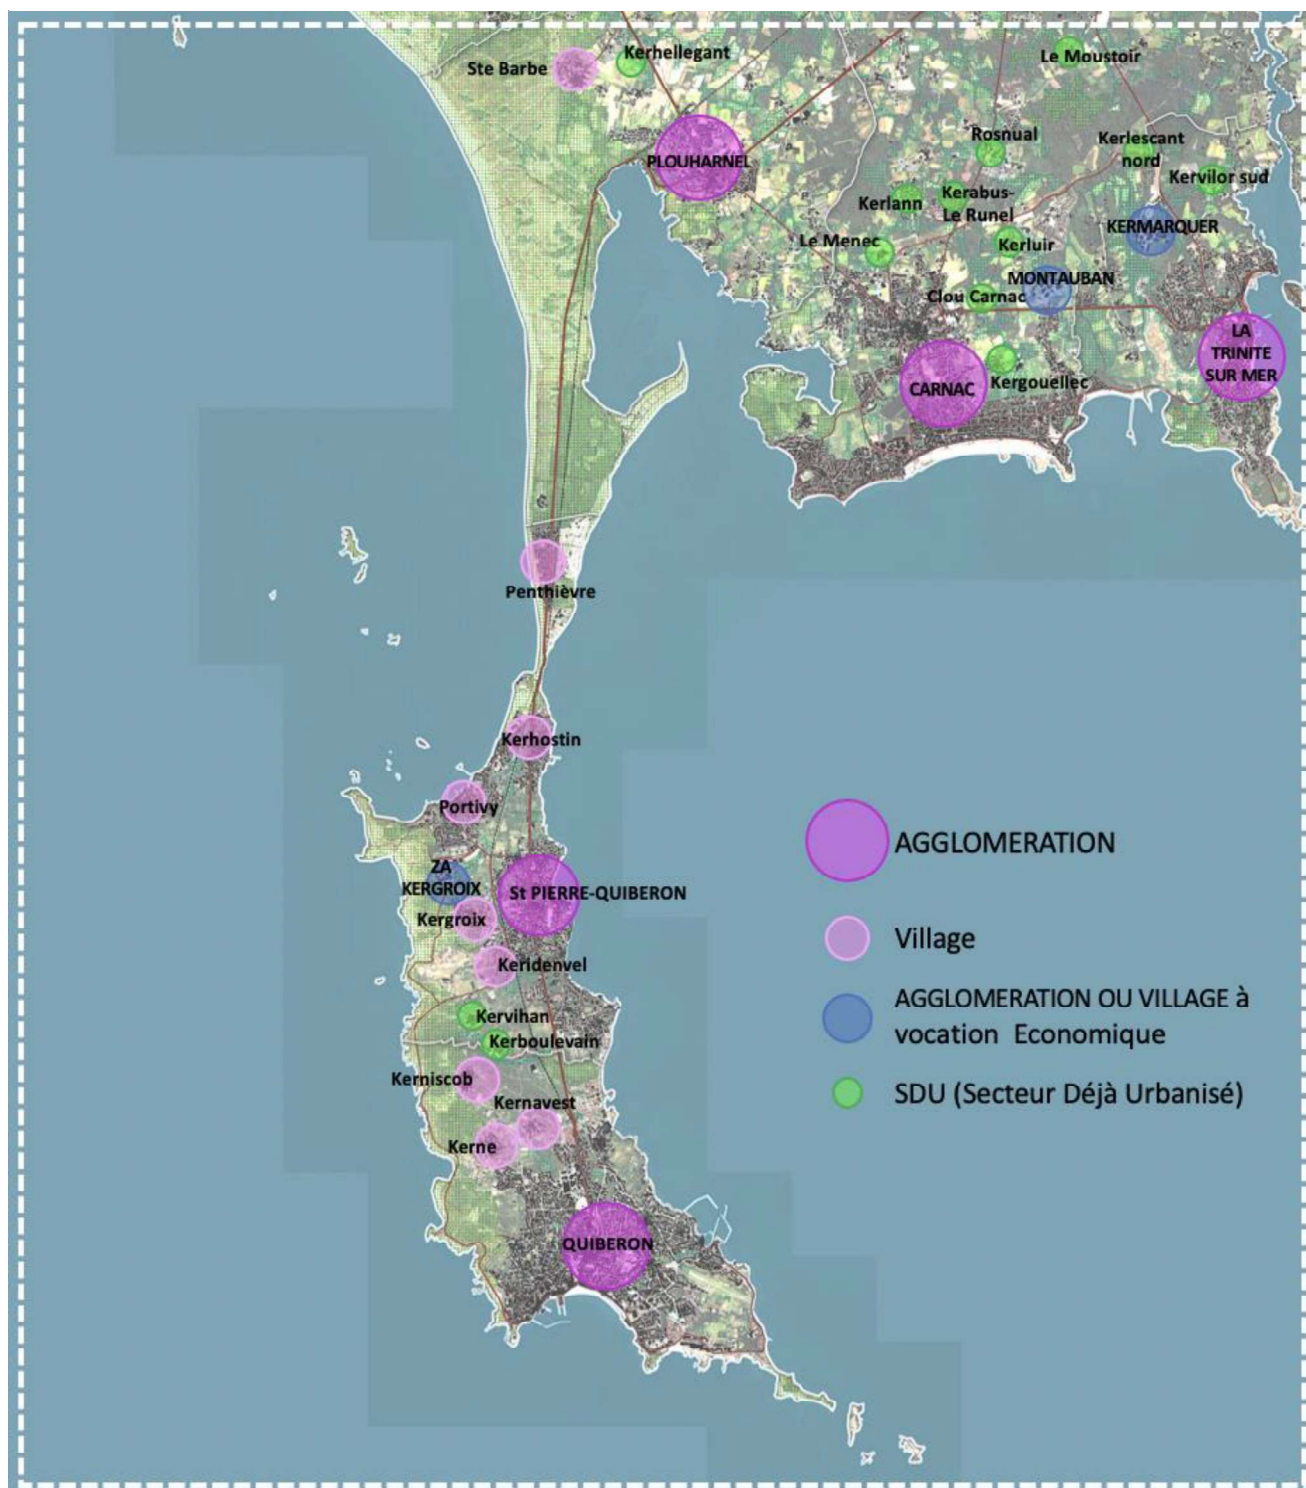 Kerhellegant
Le Moustoir
Ste Barbe
Rosnual
Kerlescant
nord
PLOUHARNEL
Kervilor sud
Kerlann
Kerabus-
Le Runel
KERMARQUER
Le Menec
Kerluir
MONTAUBAN
Clou Carnac
LA
TRINITE
SUR MER
CARNAC
Kergouellec
Penthièvre
Kerhostin
Portivy
ZA
KERGROIX
St PIERRE-QUIBERON
Kergroix
Keridenvel
Kervihan
Kerboulevain
Kerniscob
Kernavest
Kerne
QUIBERON
AGGLOMERATION
Village
AGGLOMERATION OU VILLAGE à
vocation Economique
SDU (Secteur Déjà Urbanisé)